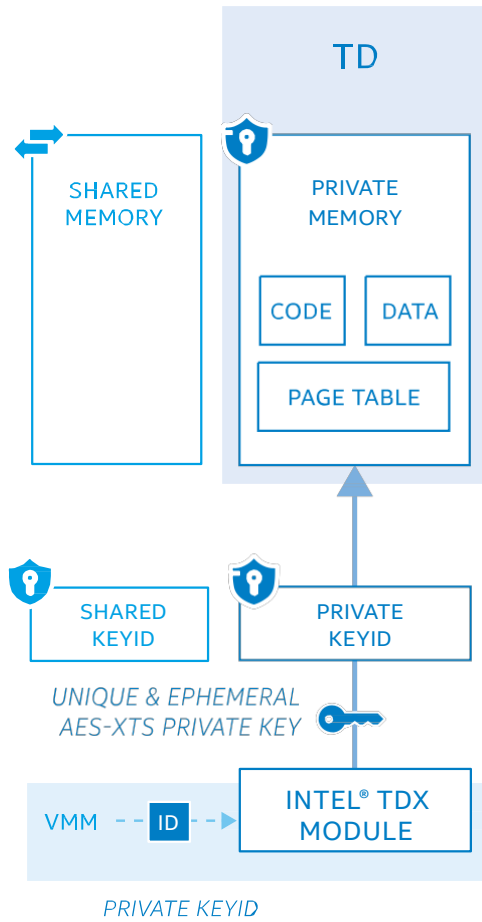 TD
SHARED
MEMORY
PRIVATE
MEMORY
CODE
DATA
PAGE TABLE
SHARED
KEYID
PRIVATE
KEYID
UNIQUE & EPHEMERAL
AES-XTS PRIVATE KEY
VMM
ID
INTEL® TDX
MODULE
PRIVATE KEYID